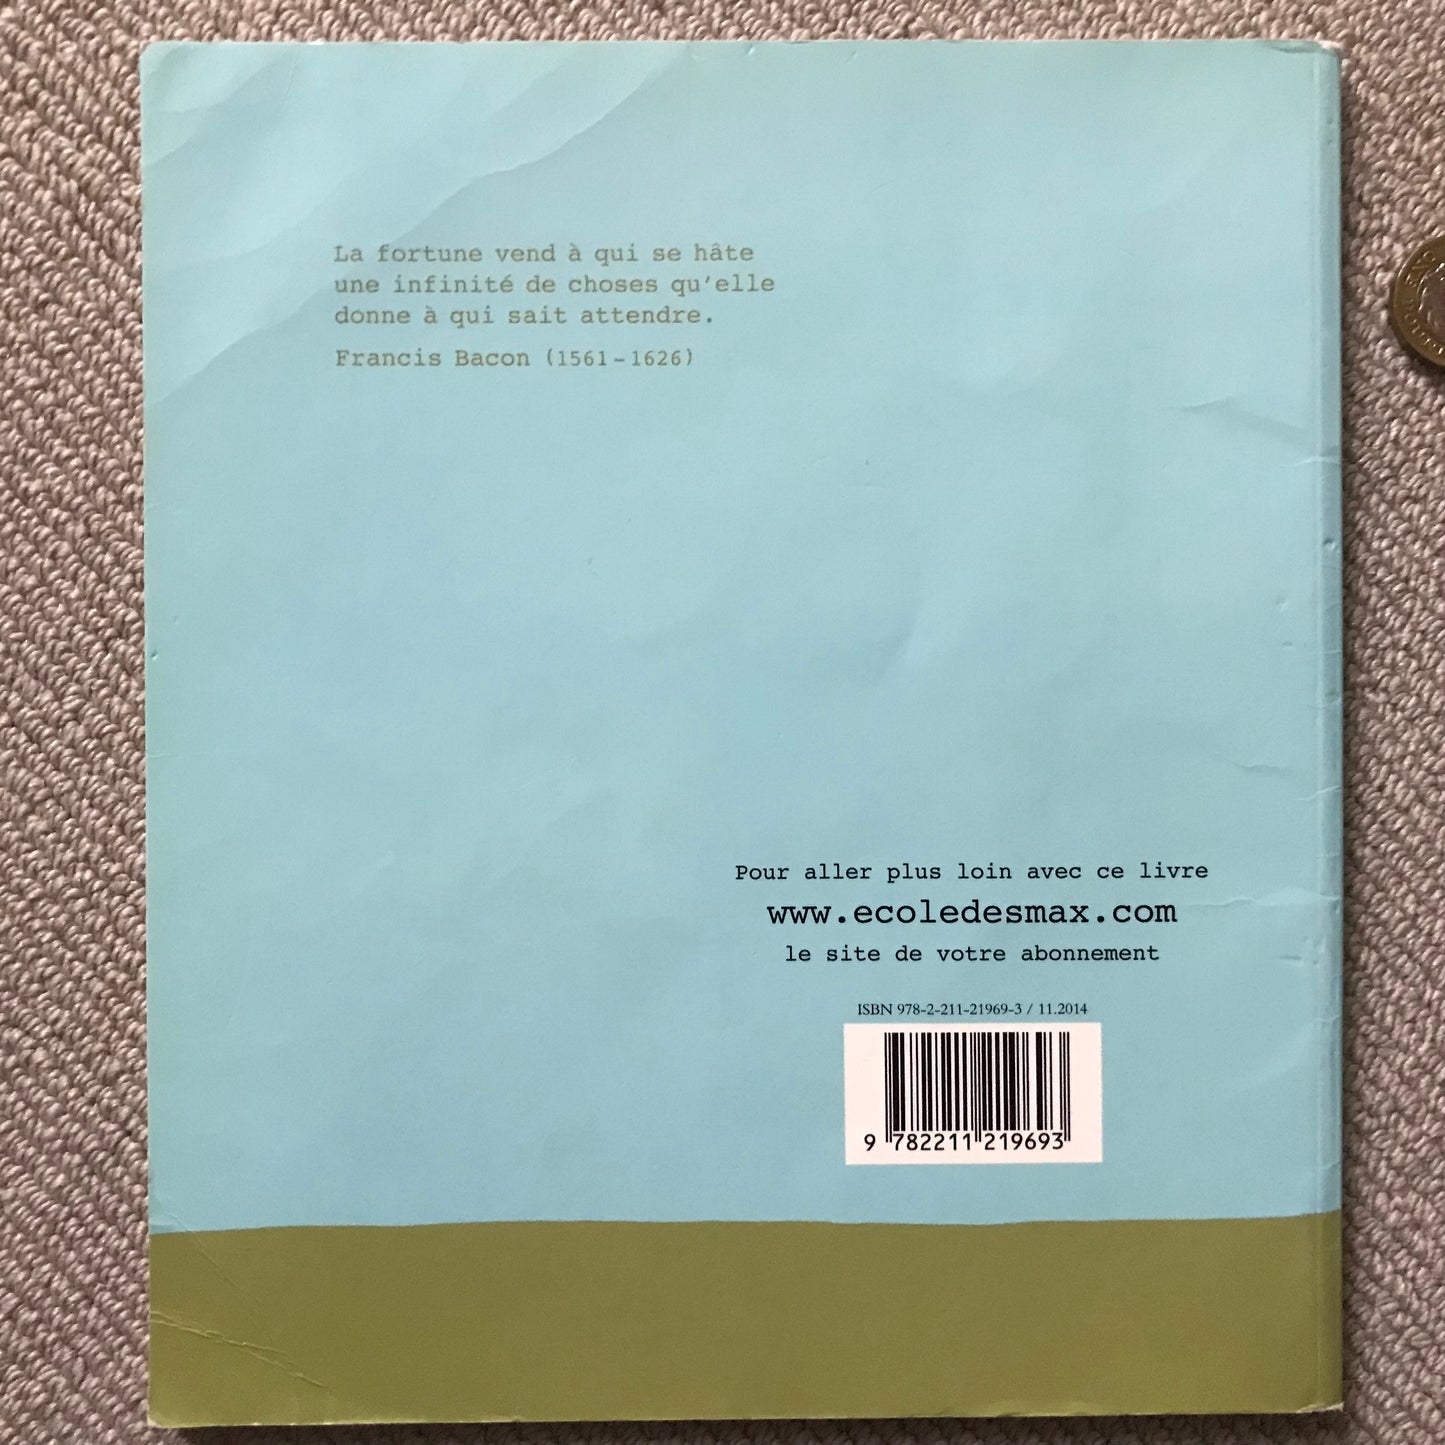 La fortune vend à qui se hâte
une infinité de choses qu'elle
donne à qui sait attendre.
Francis Bacon (1561–1626)
Pour aller plus loin avec ce livre
www.ecoledesmax.com
le site de votre abonnement
ISBN 978-2-211-21969-3 / 11.2014
9 782211 219693